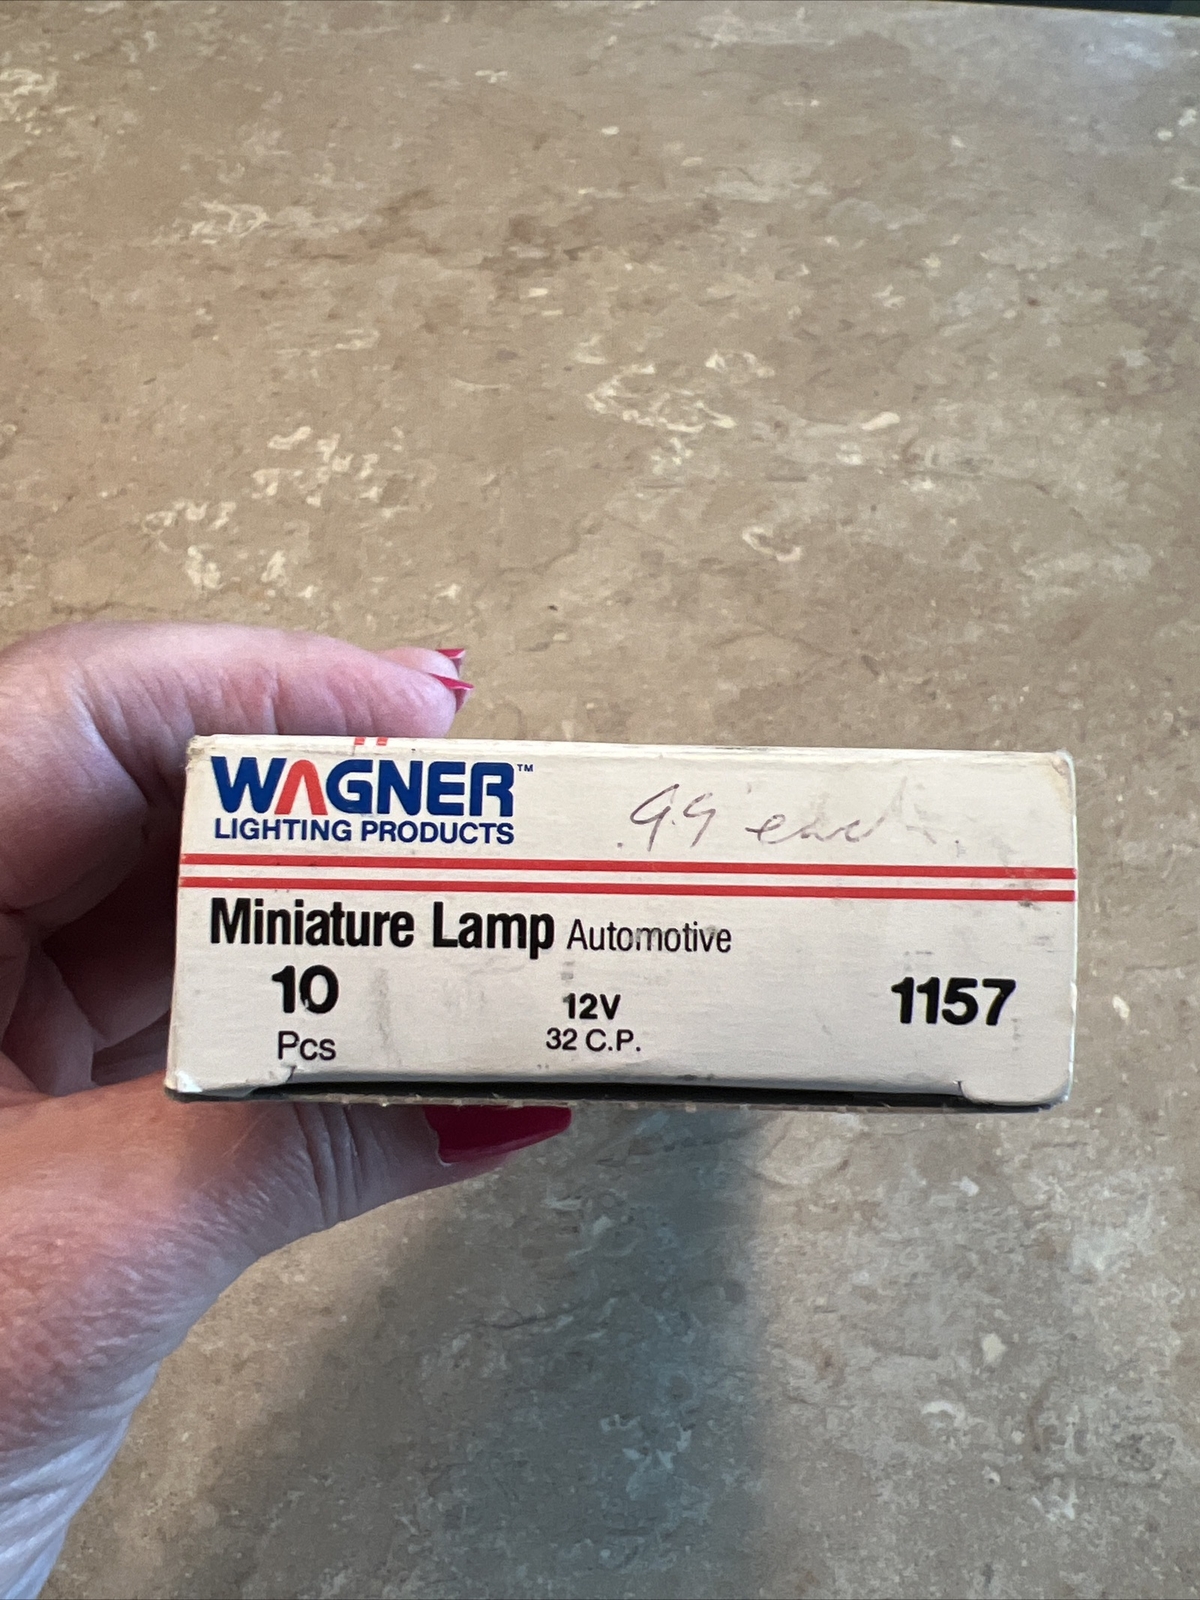 WAGNER™
LIGHTING PRODUCTS
.99 each
Miniature Lamp Automotive
10
Pcs
12V
32 C.P.
1157